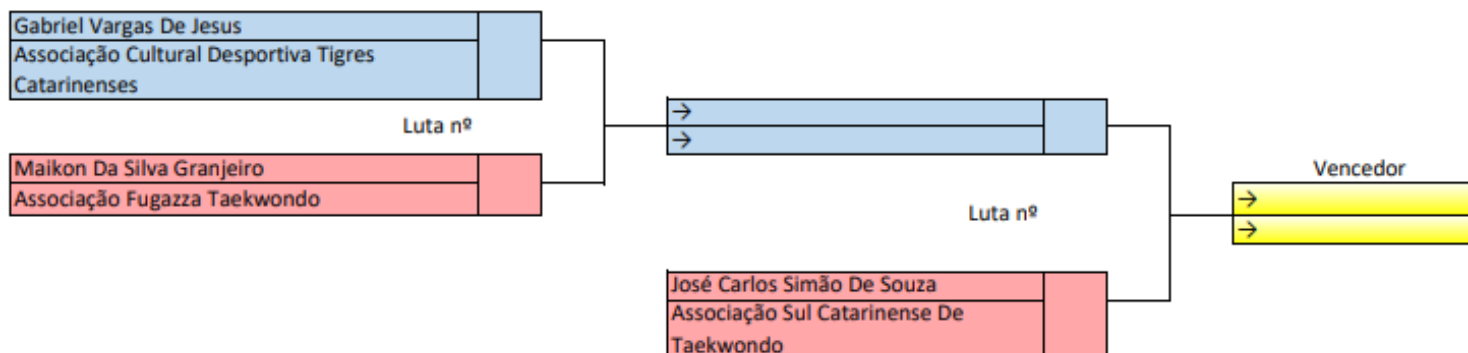 Gabriel Vargas De Jesus
Associação Cultural Desportiva Tigres
Catarinenses
Luta nº
Maikon Da Silva Granjeiro
Associação Fugazza Taekwondo
→
→
Luta nº
José Carlos Simão De Souza
Associação Sul Catarinense De
Taekwondo
Vencedor
→
→